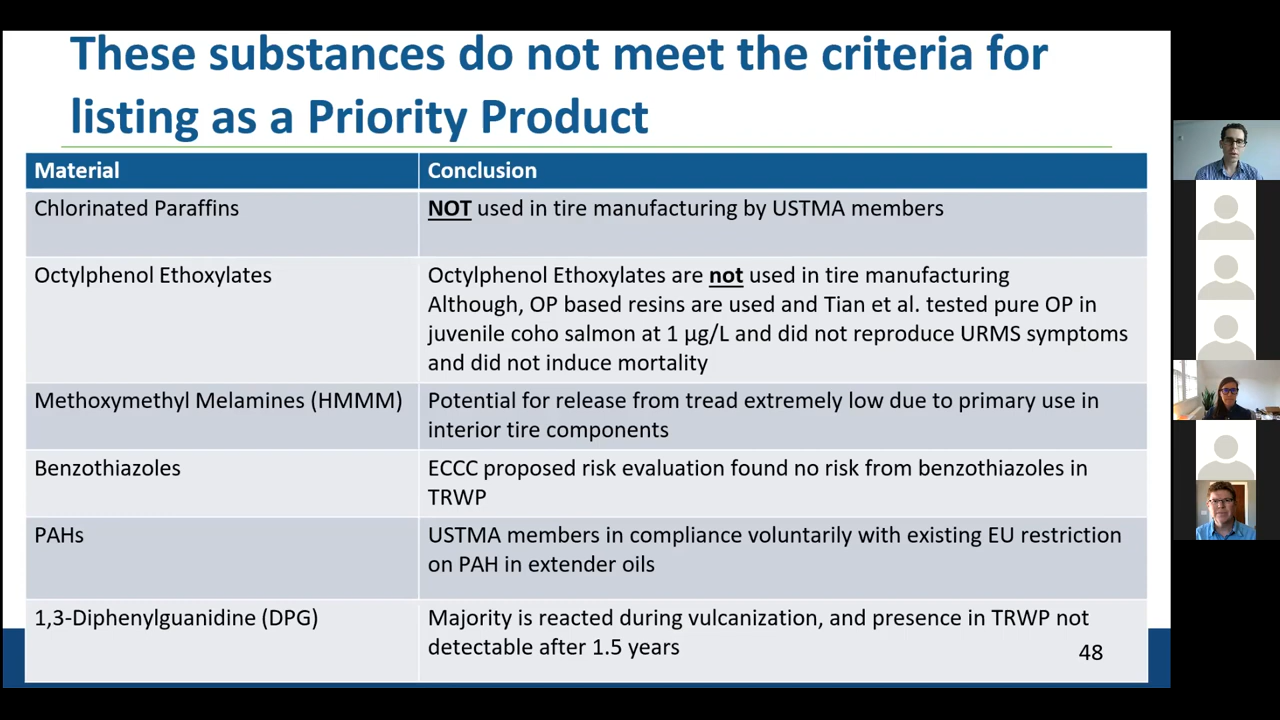 These substances do not meet the criteria for
listing as a Priority Product
Material
Conclusion
Chlorinated Paraffins
NOT used in tire manufacturing by USTMA members
Octylphenol Ethoxylates
Octylphenol Ethoxylates are not used in tire manufacturing
Although, OP based resins are used and Tian et al. tested pure OP in
juvenile coho salmon at 1 µg/L and did not reproduce URMS symptoms
and did not induce mortality
Methoxymethyl Melamines (HMMM)
Potential for release from tread extremely low due to primary use in
interior tire components
Benzothiazoles
ECCC proposed risk evaluation found no risk from benzothiazoles in
TRWP
PAHs
USTMA members in compliance voluntarily with existing EU restriction
on PAH in extender oils
1,3-Diphenylguanidine (DPG)
Majority is reacted during vulcanization, and presence in TRWP not
detectable after 1.5 years
48